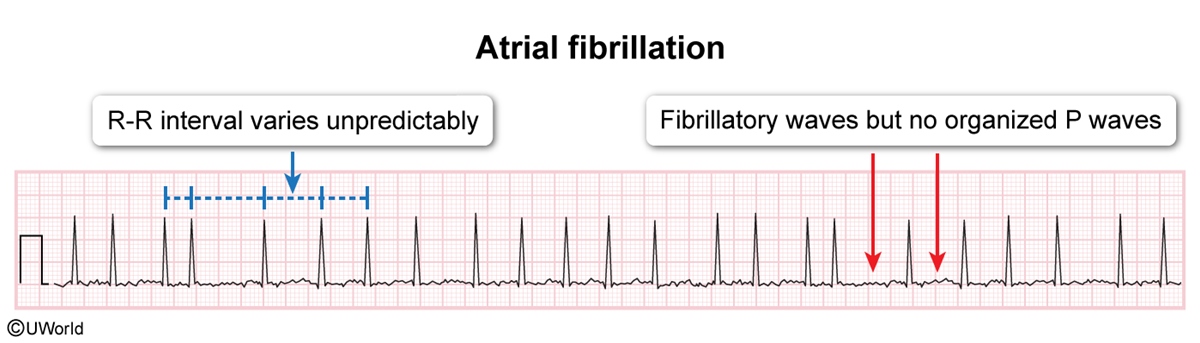 Atrial fibrillation
R-R interval varies unpredictably
Fibrillatory waves but no organized P waves
©UWorld